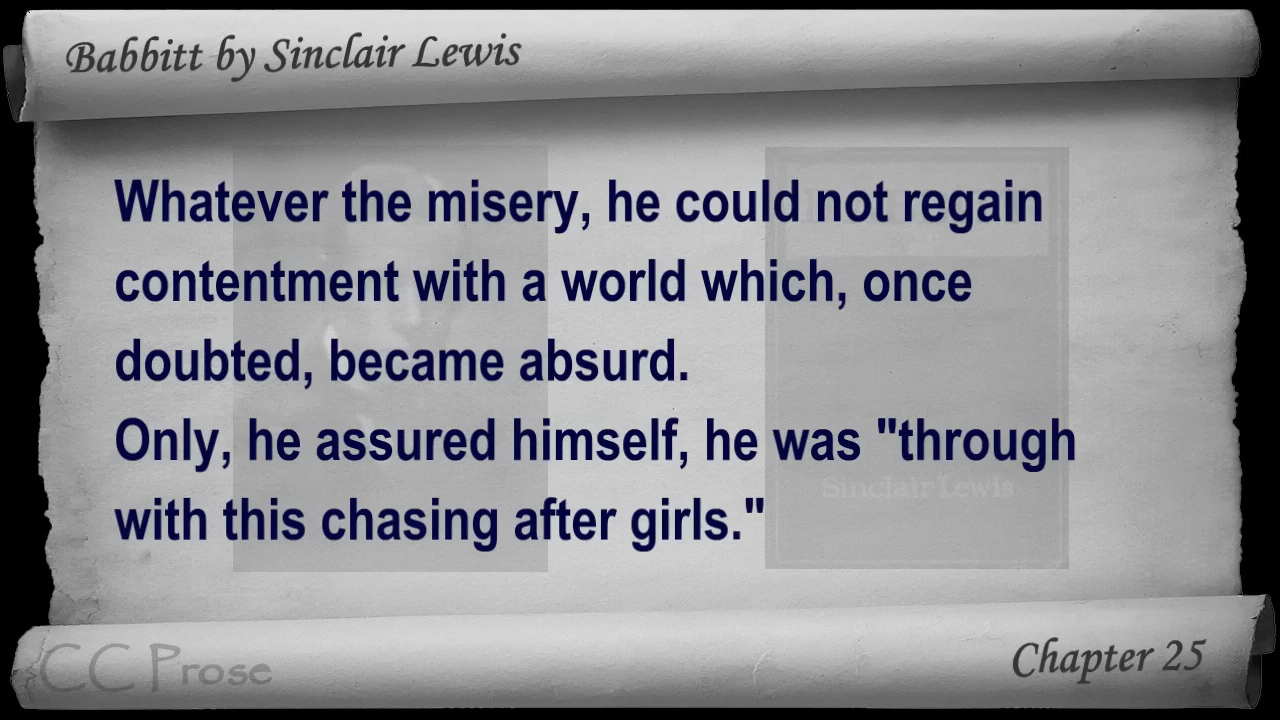 Babbitt by Sinclair Lewis
Whatever the misery, he could not regain
contentment with a world which, once
doubted, became absurd.
Only, he assured himself, he was "through
with this chasing after girls."
Sinclair Lewis
CC Prose
Chapter 25